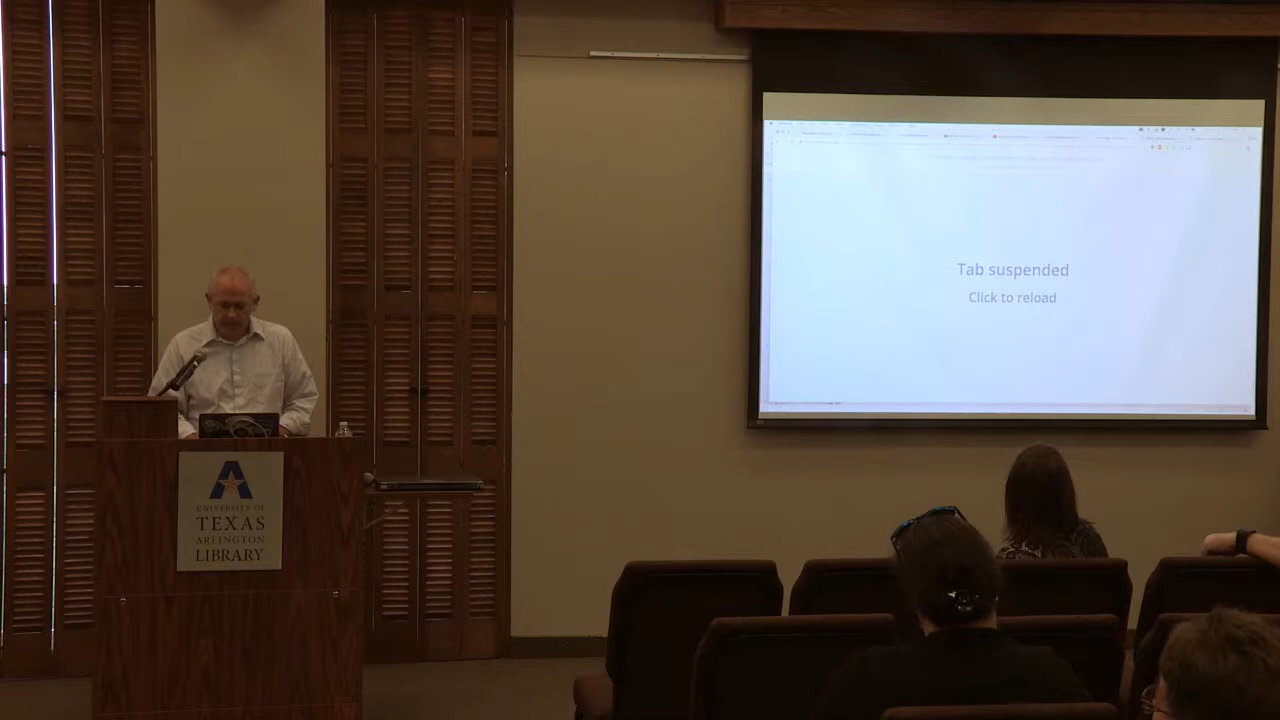 Tab suspended
Click to reload
UNIVERSITY OF
TEXAS
ARLINGTON
LIBRARY